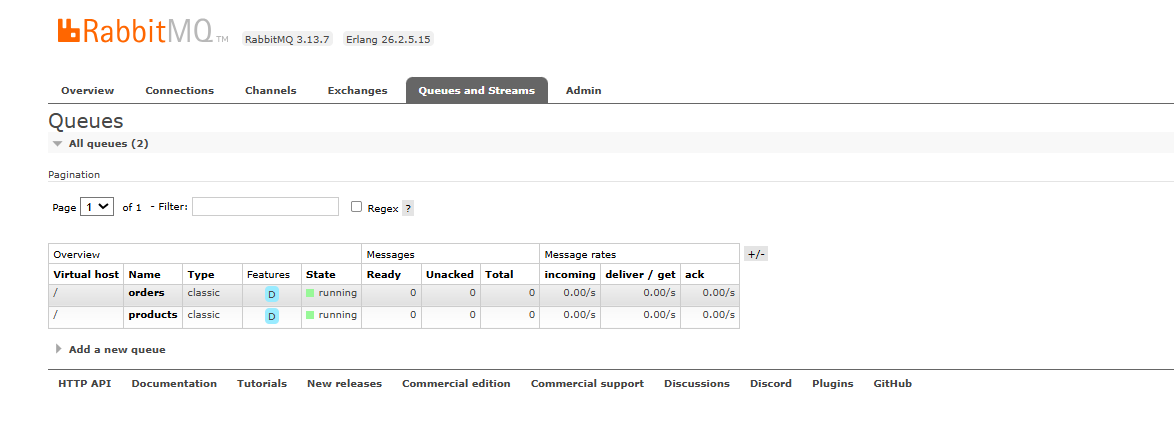 RabbitMQ TM RabbitMQ 3.13.7 Erlang 26.2.5.15
Overview Connections Channels Exchanges Queues and Streams Admin
Queues
All queues (2)
Pagination
Page 1 of 1 - Filter: Regex ?
Overview Messages Message rates +/-
Virtual host Name Type Features State Ready Unacked Total incoming deliver / get ack
/ orders classic D running 0 0 0 0.00/s 0.00/s 0.00/s
/ products classic D running 0 0 0 0.00/s 0.00/s 0.00/s
Add a new queue
HTTP API Documentation Tutorials New releases Commercial edition Commercial support Discussions Discord Plugins GitHub